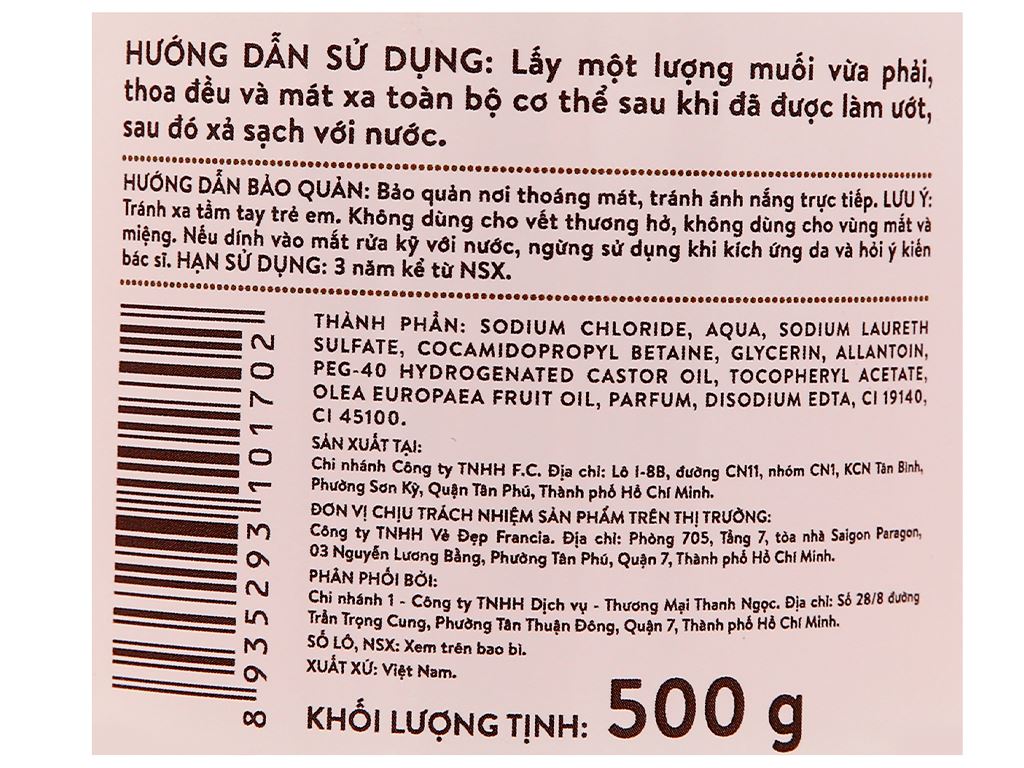 HƯỚNG DẪN SỬ DỤNG: Lấy một lượng muối vừa phải,
thoa đều và mát xa toàn bộ cơ thể sau khi đã được làm ướt,
sau đó xả sạch với nước.
HƯỚNG DẪN BẢO QUẢN: Bảo quản nơi thoáng mát, tránh ánh nắng trực tiếp. LƯU Ý:
Tránh xa tầm tay trẻ em. Không dùng cho vết thương hở, không dùng cho vùng mắt và
miệng. Nếu dính vào mắt rửa kỹ với nước, ngừng sử dụng khi kích ứng da và hỏi ý kiến
bác sĩ. HẠN SỬ DỤNG: 3 năm kể từ NSX.
THÀNH PHẦN: SODIUM CHLORIDE, AQUA, SODIUM LAURETH
SULFATE, COCAMIDOPROPYL BETAINE, GLYCERIN, ALLANTOIN,
PEG-40 HYDROGENATED CASTOR OIL, TOCOPHERYL ACETATE,
OLEA EUROPAEA FRUIT OIL, PARFUM, DISODIUM EDTA, CI 19140,
CI 45100.
SẢN XUẤT TẠI:
Chi nhánh Công ty TNHH F.C. Địa chỉ: Lô I-8B, đường CN11, nhóm CN1, KCN Tân Bình,
Phường Sơn Kỳ, Quận Tân Phú, Thành phố Hồ Chí Minh.
ĐƠN VỊ CHỊU TRÁCH NHIỆM SẢN PHẨM TRÊN THỊ TRƯỜNG:
Công ty TNHH Vẻ Đẹp Francia. Địa chỉ: Phòng 705, Tầng 7, tòa nhà Saigon Paragon,
03 Nguyễn Lương Bằng, Phường Tân Phú, Quận 7, Thành phố Hồ Chí Minh.
PHÂN PHỐI BỞI:
Chi nhánh 1 - Công ty TNHH Dịch vụ - Thương Mại Thanh Ngọc. Địa chỉ: Số 28/8 đường
Trần Trọng Cung, Phường Tân Thuận Đông, Quận 7, Thành phố Hồ Chí Minh.
SỐ LÔ, NSX: Xem trên bao bì.
XUẤT XỨ: Việt Nam.
KHỐI LƯỢNG TỊNH: 500 g
8 935293 101702